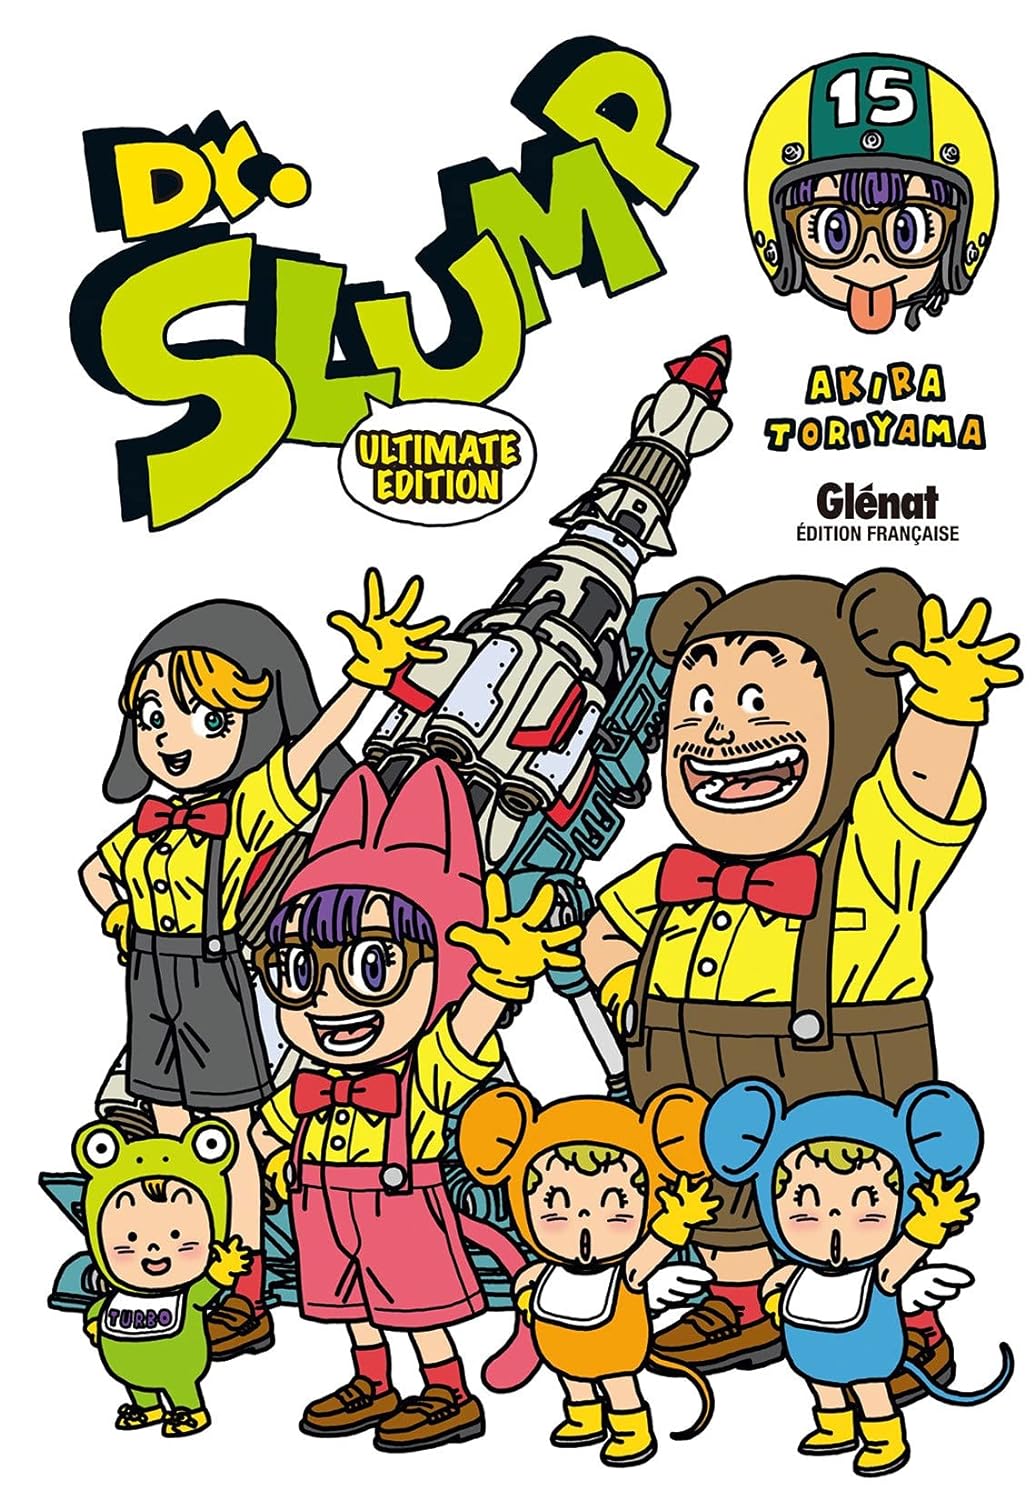 Dr.
SLUMP
ULTIMATE
EDITION
15
AKIRA
TORIYAMA
Glénat
ÉDITION FRANÇAISE
TURBO